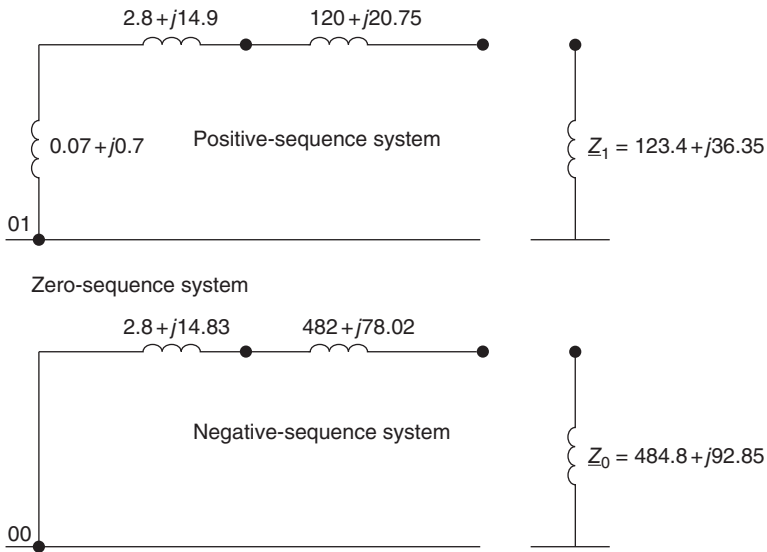 2.8 + j14.9
120 + j20.75
0.07 + j0.7
Positive-sequence system
Z1 = 123.4 + j36.35
01
Zero-sequence system
2.8 + j14.83
482 + j78.02
Negative-sequence system
Z0 = 484.8 + j92.85
00